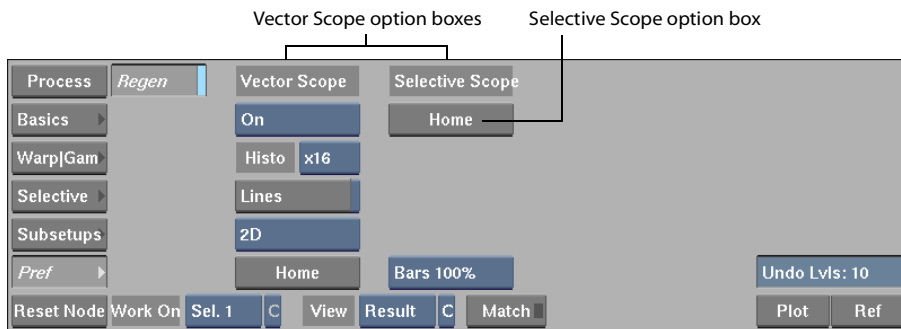 Vector Scope option boxes Selective Scope option box
Process Regen Vector Scope Selective Scope
Basics On Home
Warp|Gam Histo x16
Selective Lines
Subsetups 2D
Pref Home Bars 100% Undo Lvls: 10
Reset Node Work On Sel. 1 C View Result C Match Plot Ref